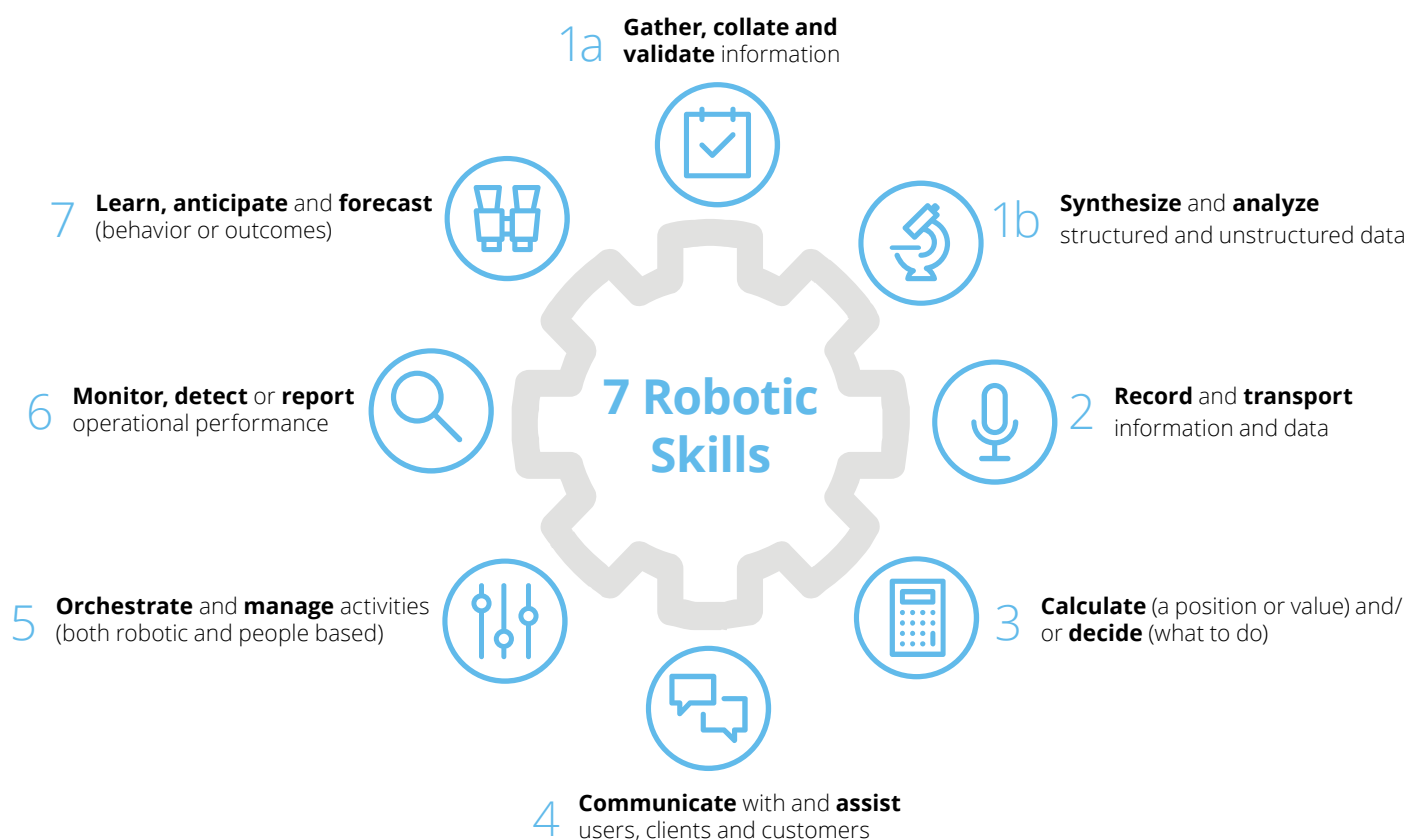 1a
Gather, collate and
validate information
1b
Synthesize and analyze
structured and unstructured data
2
Record and transport
information and data
3
Calculate (a position or value) and/
or decide (what to do)
4
Communicate with and assist
users, clients and customers
5
Orchestrate and manage activities
(both robotic and people based)
6
Monitor, detect or report
operational performance
7
Learn, anticipate and forecast
(behavior or outcomes)
7 Robotic
Skills